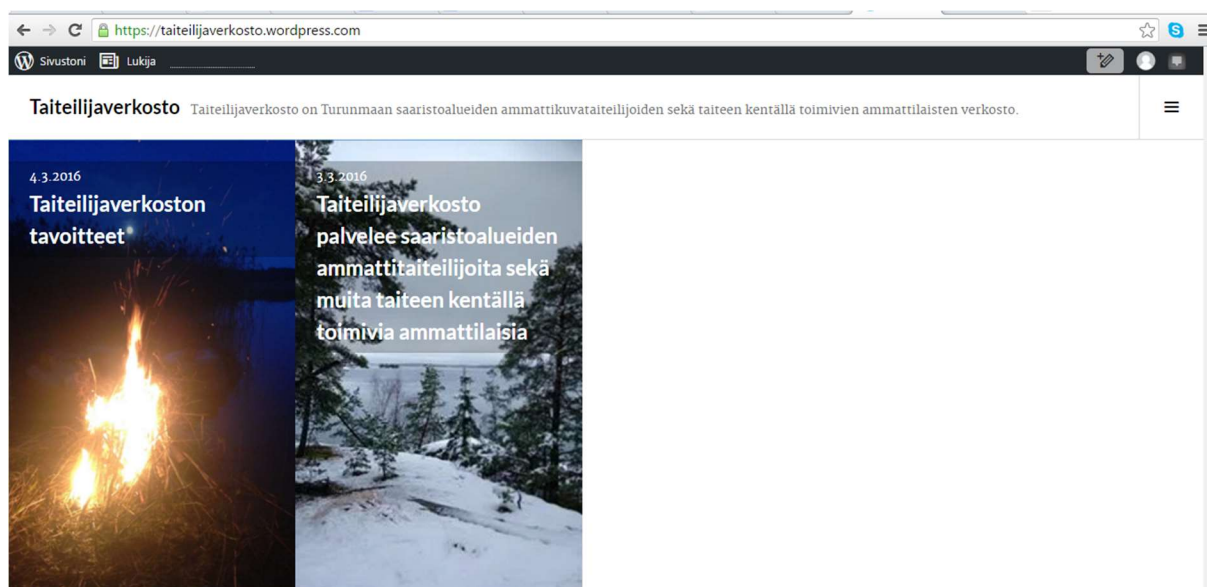 https://taiteilijaverkosto.wordpress.com
Sivustoni Lukija
Taiteilijaverkosto Taiteilijaverkosto on Turunmaan saaristoalueiden ammattikuvataiteilijoiden sekä taiteen kentällä toimivien ammattilaisten verkosto.
4.3.2016
Taiteilijaverkoston
tavoitteet
3.3.2016
Taiteilijaverkosto
palvelee saaristoalueiden
ammattitaiteilijoita sekä
muita taiteen kentällä
toimivia ammattilaisia